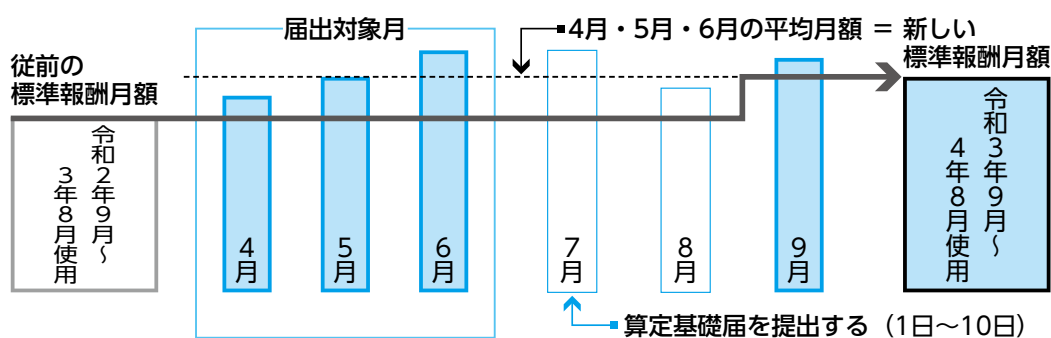 届出対象月
4月・5月・6月の平均月額 ＝ 新しい
標準報酬月額
従前の
標準報酬月額
令和2年9月～
3年8月使用
4月
5月
6月
7月
8月
9月
令和3年9月～
4年8月使用
算定基礎届を提出する（1日～10日）